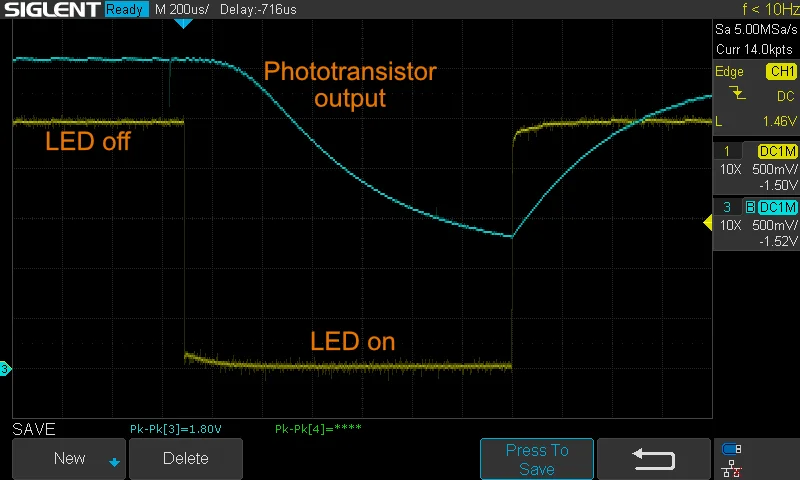 SIGLENT Ready M 200us/ Delay:-716us f < 10Hz
Sa 5.00MSa/s
Curr 14.0kpts
Edge CH1
DC
L 1.46V
1 DC1M
10X 500mV/
-1.50V
3 B DC1M
10X 500mV/
-1.52V
Phototransistor
output
LED off
LED on
3
SAVE Pk-Pk[3]=1.80V Pk-Pk[4]=****
New Delete Press To
Save